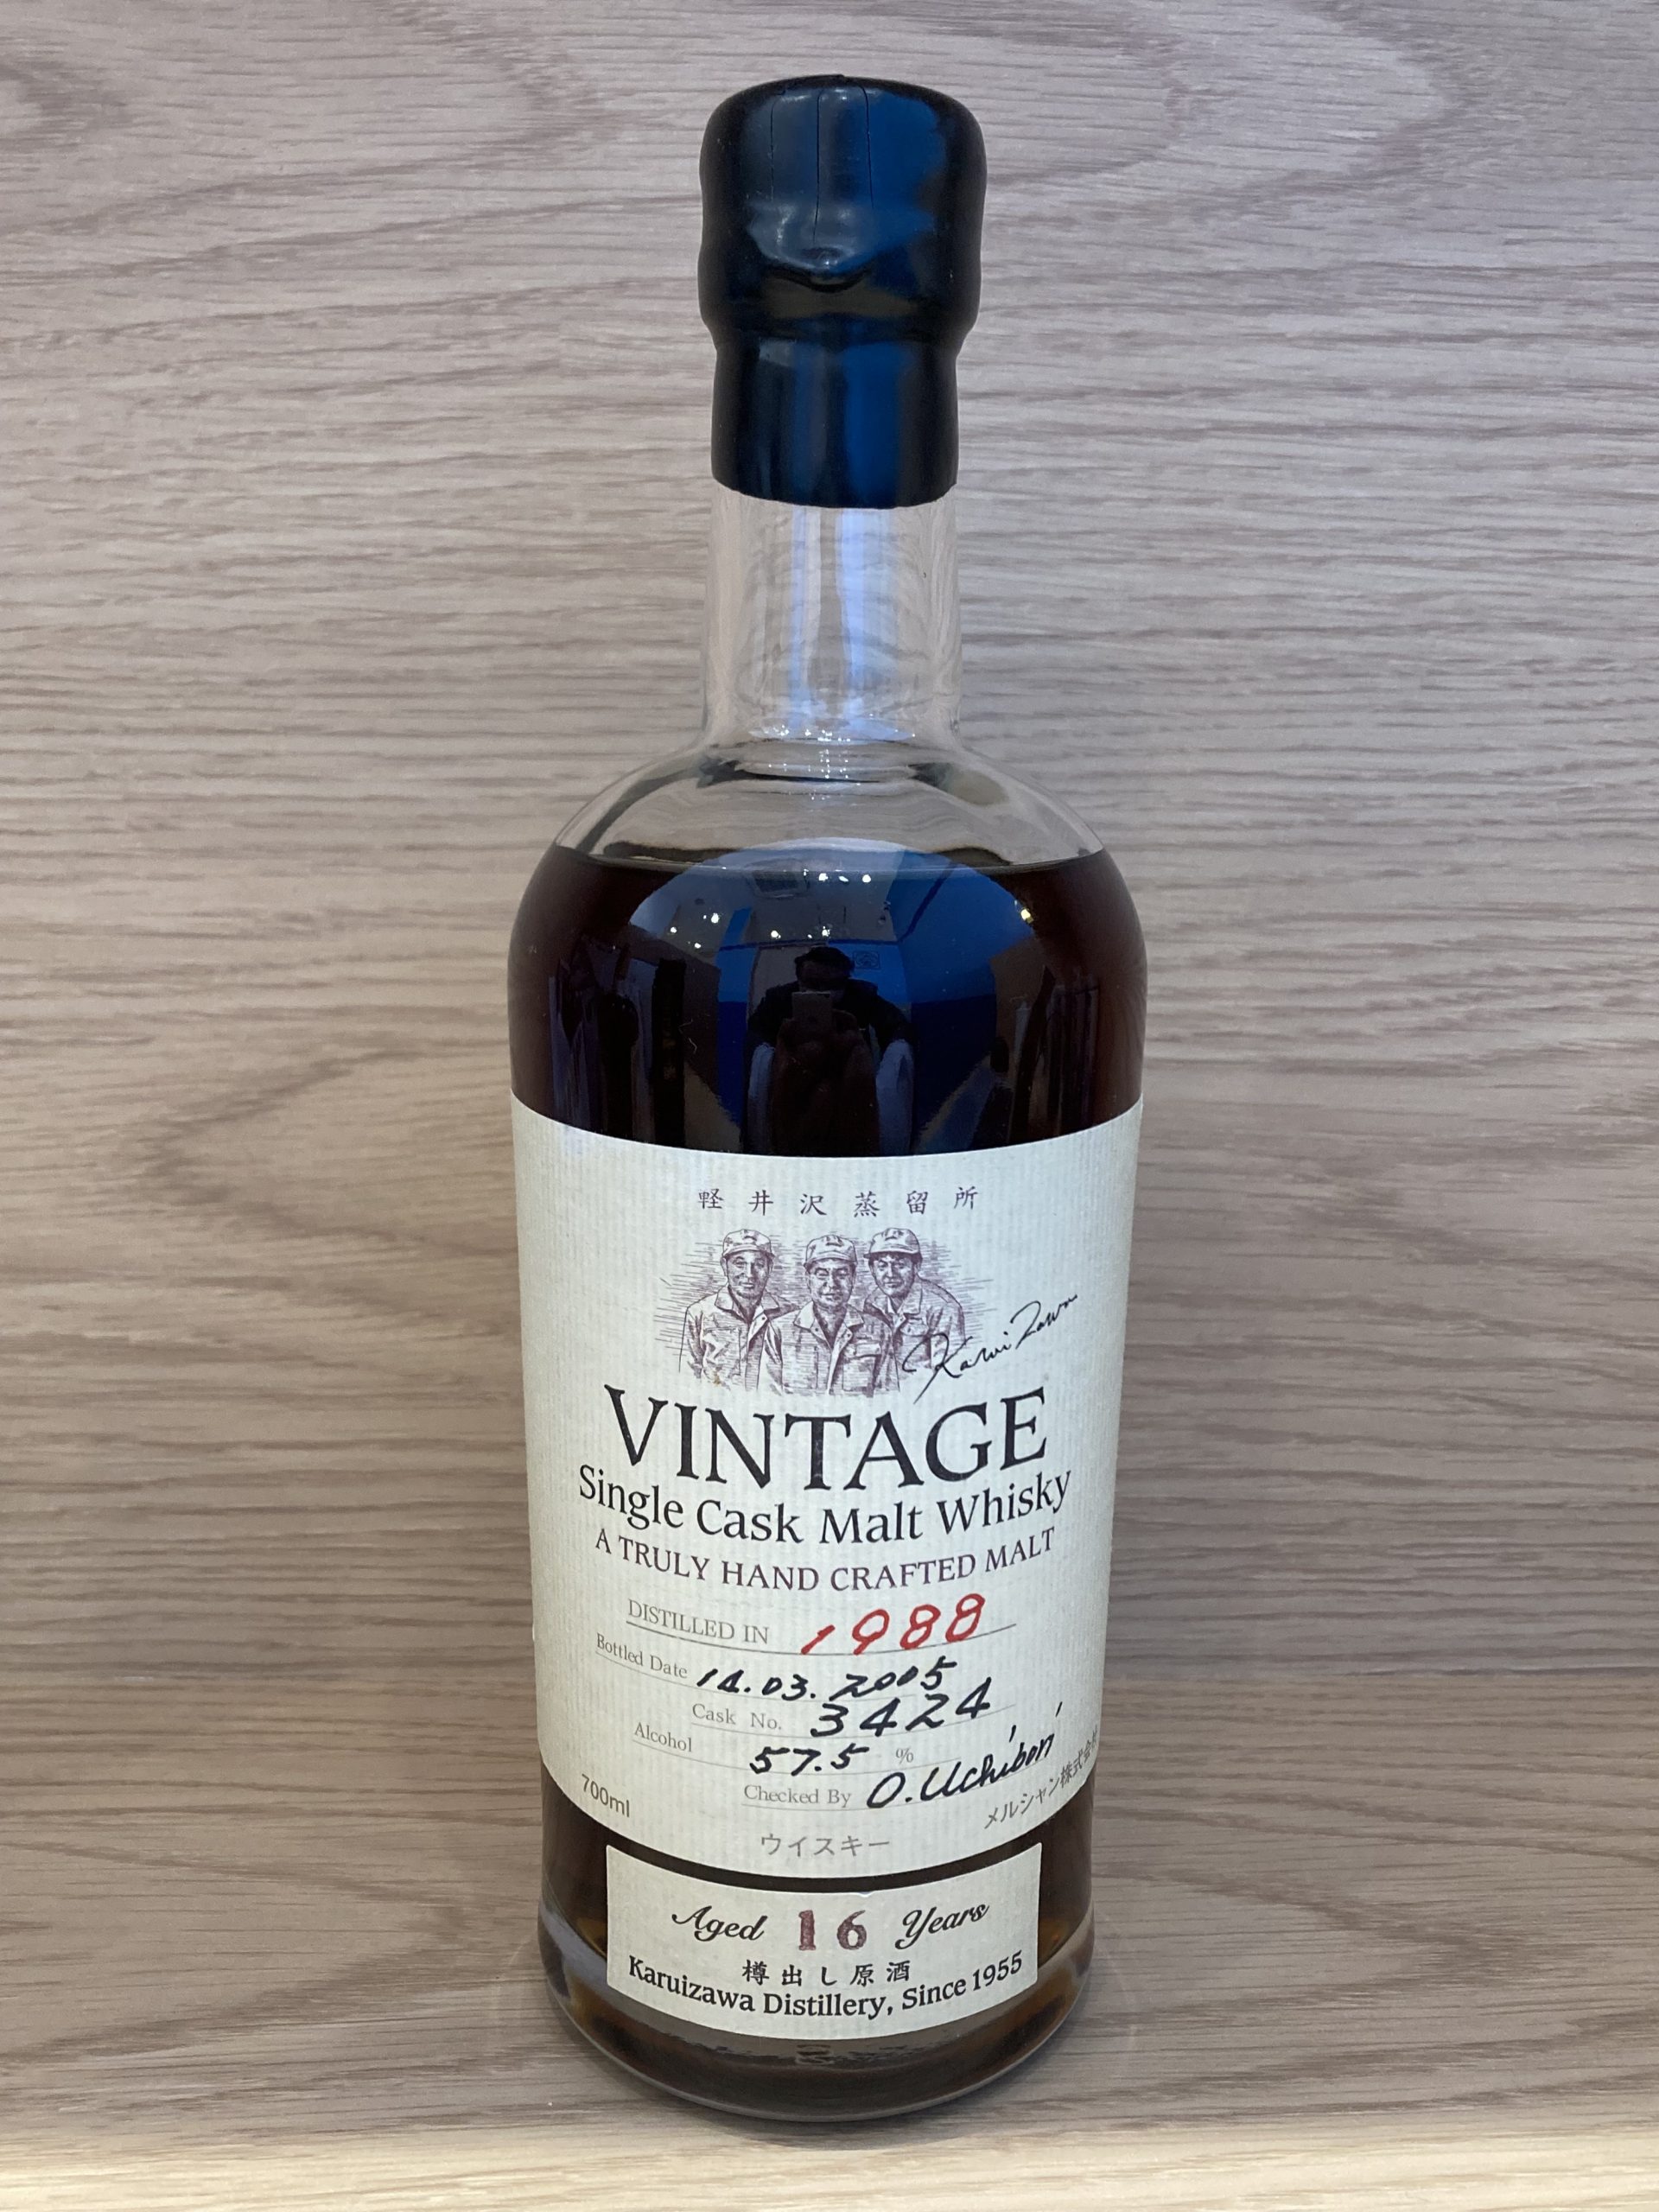 軽井沢蒸留所
Karuizawa
VINTAGE
Single Cask Malt Whisky
A TRULY HAND CRAFTED MALT
DISTILLED IN 1988
Bottled Date 14.03.2005
Cask No. 3424
Alcohol 57.5 %
Checked By O.Uchibori
700ml
メルシャン株式会社
ウイスキー
Aged 16 Years
樽出し原酒
Karuizawa Distillery, Since 1955